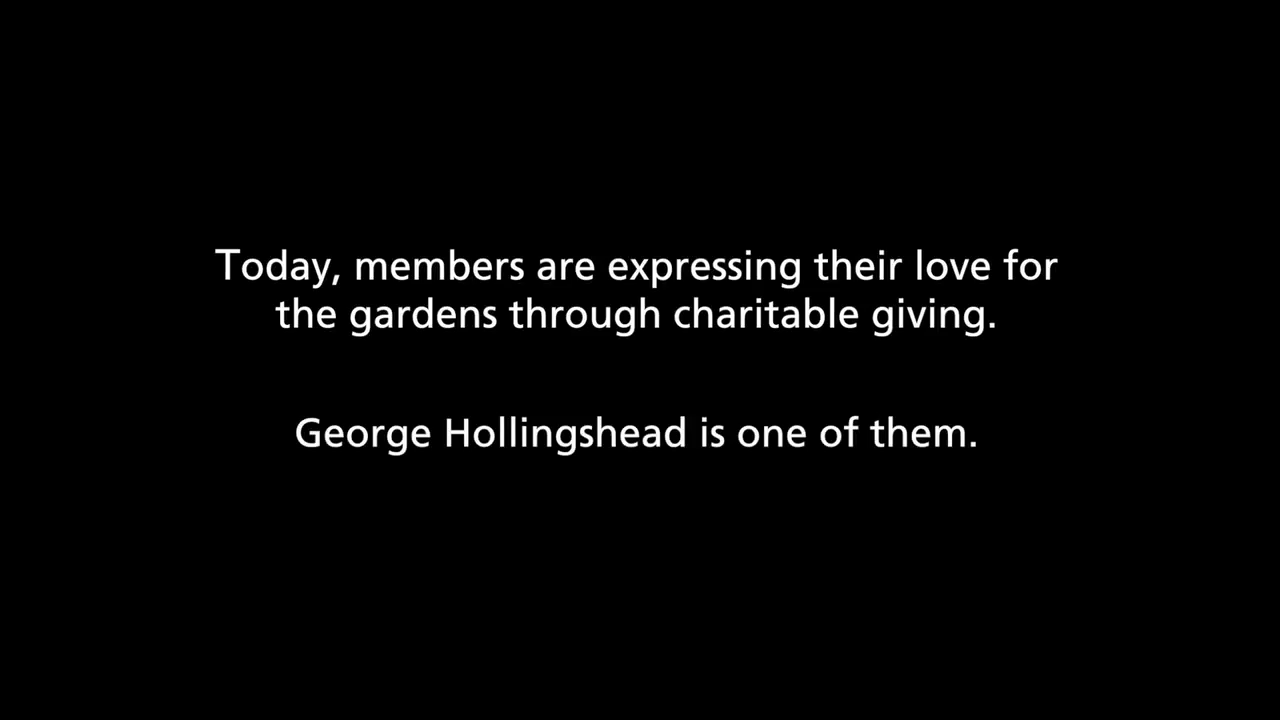 Today, members are expressing their love for
the gardens through charitable giving.
George Hollingshead is one of them.